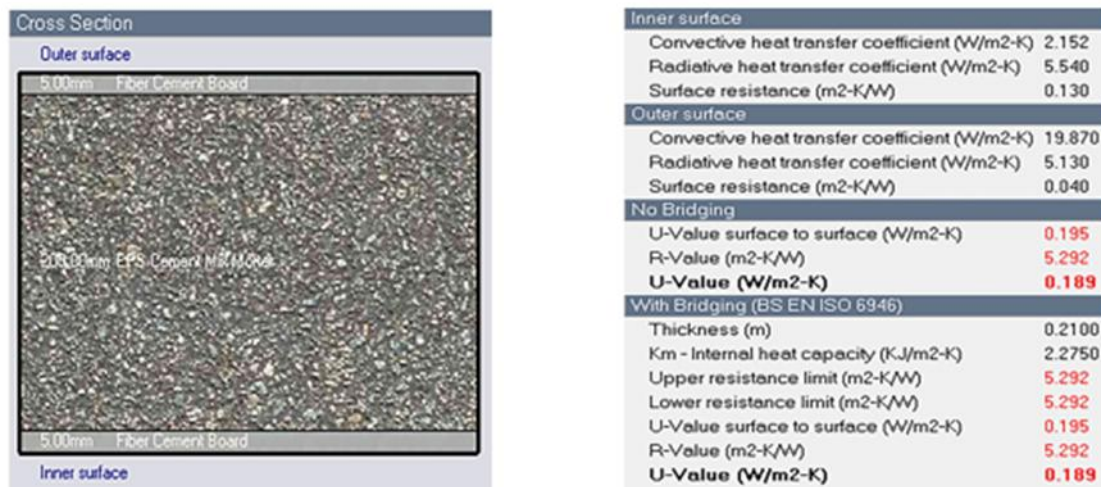 Cross Section
Outer surface
5.00mm Fiber Cement Board
200.00mm EPS Cement Mix
5.00mm Fiber Cement Board
Inner surface
Inner surface
Convective heat transfer coefficient (W/m2-K) 2.152
Radiative heat transfer coefficient (W/m2-K) 5.540
Surface resistance (m2-K/W) 0.130
Outer surface
Convective heat transfer coefficient (W/m2-K) 19.870
Radiative heat transfer coefficient (W/m2-K) 5.130
Surface resistance (m2-K/W) 0.040
No Bridging
U-Value surface to surface (W/m2-K) 0.195
R-Value (m2-K/W) 5.292
U-Value (W/m2-K) 0.189
With Bridging (BS EN ISO 6946)
Thickness (m) 0.2100
Km - Internal heat capacity (KJ/m2-K) 2.2750
Upper resistance limit (m2-K/W) 5.292
Lower resistance limit (m2-K/W) 5.292
U-Value surface to surface (W/m2-K) 0.195
R-Value (m2-K/W) 5.292
U-Value (W/m2-K) 0.189